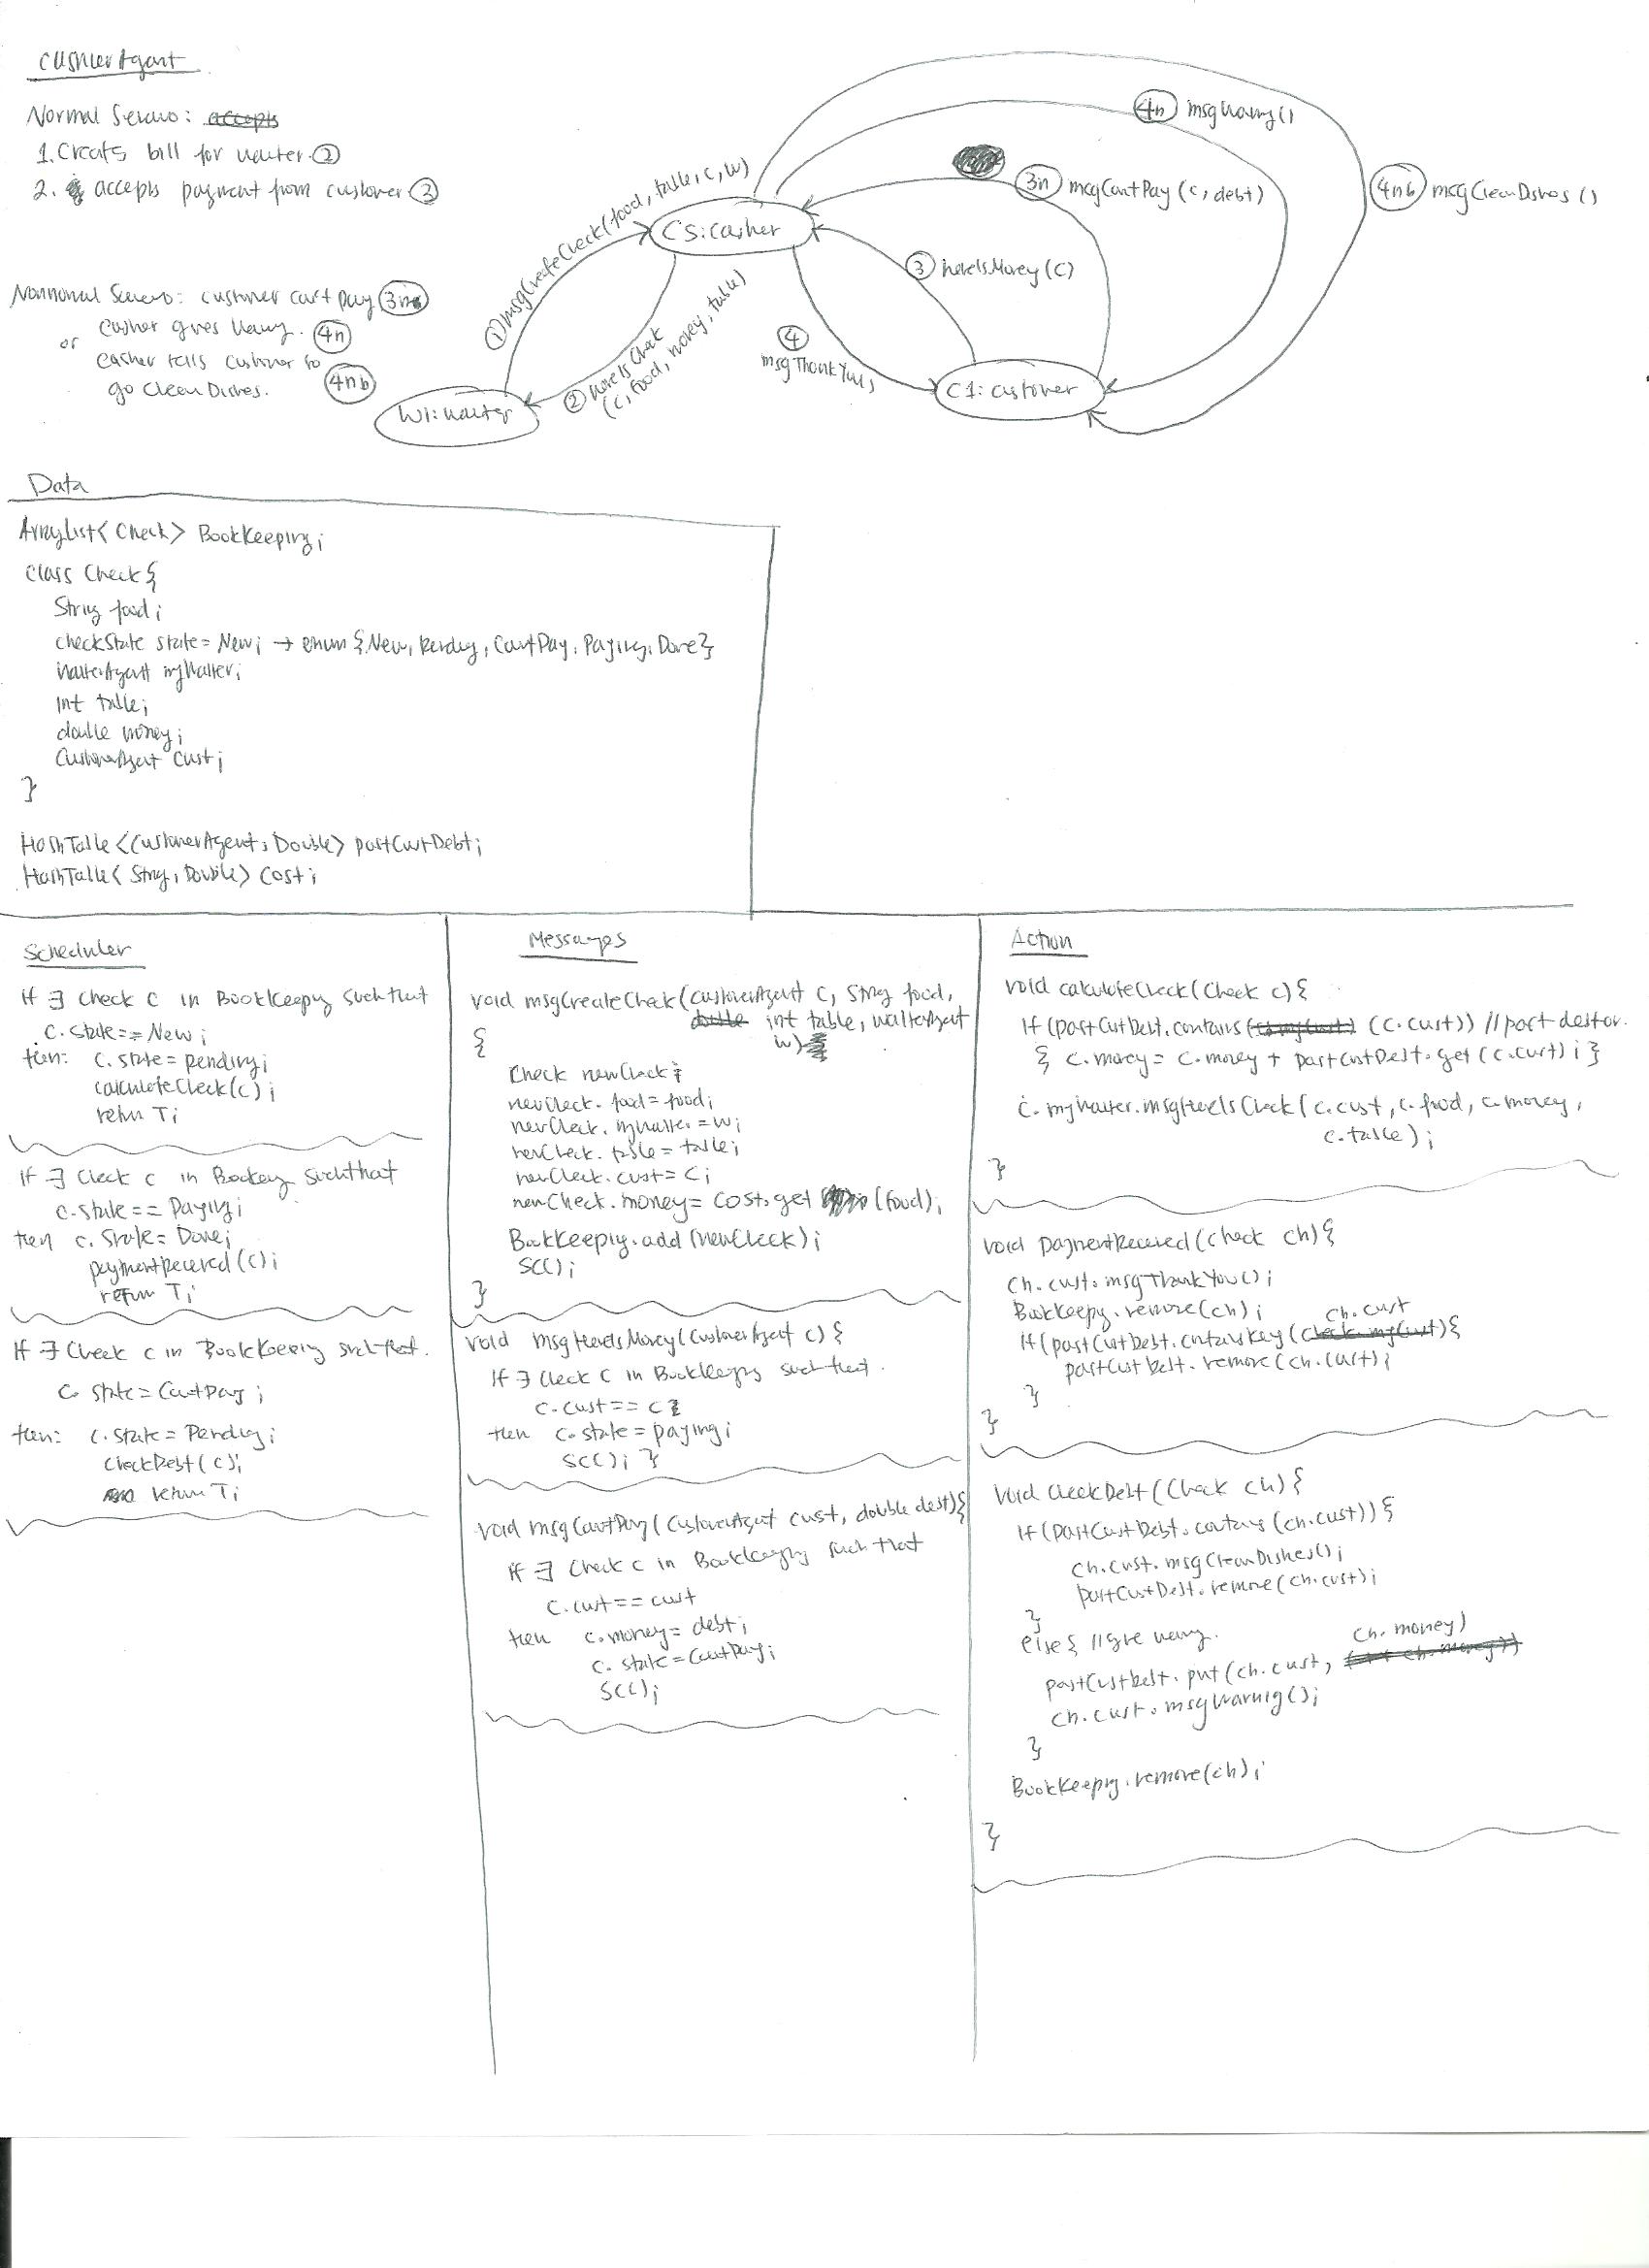 CashierAgent
Normal Scenario: accepts
1. Creates bill for waiter. ②
2. accepts payment from customer ③
Nonnormal Scenario: customer can't pay (3n)
or cashier gives warning. (4n)
cashier tells customer to
go clean Dishes. (4nb)
① msgCreateCheck(food, table, c, w)
② hereIsCheck
(c, food, money, table)
③ hereIsMoney(c)
④
msgThankYou()
(3n) msgCantPay(c, debt)
(4n) msgWarning()
(4nb) msgCleanDishes()
CS: cashier
W1: waiter
C1: customer
Data
ArrayList<Check> BookKeeping;
Class Check{
String food;
CheckState state = New; → enum {New, Pending, CantPay, Paying, Done}
WaiterAgent myWaiter;
int table;
double money;
CustomerAgent cust;
}
HashTable<CustomerAgent, Double> pastCustDebt;
HashTable<String, Double> cost;
Scheduler
if ∃ Check c in BookKeeping such that
c.state == New;
then: c.state = pending;
calculateCheck(c);
return T;
If ∃ Check c in BooKeeing such that
c.state == Paying;
then c.state = Done;
paymentReceived(c);
return T;
If ∃ Check c in BookKeeping such that.
c.state = CantPay;
then: c.state = Pending;
checkDebt(c);
return T;
Messages
void msgCreateCheck(CustomerAgent c, String food,
double int table, waiterAgent
w)
{
Check newCheck;
newCheck.food = food;
newCheck.myWaiter = w;
newCheck.table = table;
newCheck.cust = c;
newCheck.money = cost.get (food);
BookKeeping.add(newCheck);
SCC();
}
void msgHereIsMoney(CustomerAgent c) {
If ∃ Check c in BookKeeping such that.
c.cust == c
then c.state = paying;
SCC(); }
void msgCantPay(CustomerAgent cust, double debt){
if ∃ Check c in BookKeeping such that
c.cust == cust
then c.money = debt;
c.state = CantPay;
SCC();
Action
void calculateCheck(Check c){
If(pastCustDebt.contains (c.cust)) //past debtor.
{ c.money = c.money + pastCustDebt.get(c.cust); }
c.myWaiter.msgHereIsCheck(c.cust, c.food, c.money,
c.table);
}
void paymentReceived(Check ch){
ch.cust.msgThankYou();
BookKeeping.remove(ch);
ch.cust
If(pastCustDebt.containsKey(check.myCust){
pastCustDebt.remove(ch.cust);
}
}
void checkDebt(Check ch){
If(pastCustDebt.contains(ch.cust)){
ch.cust.msgCleanDishes();
pastCustDebt.remove(ch.cust);
}
else{ //give warning.
ch.money)
pastCustDebt.put(ch.cust,
ch.cust.msgWarning();
}
BookKeeping.remove(ch);
}